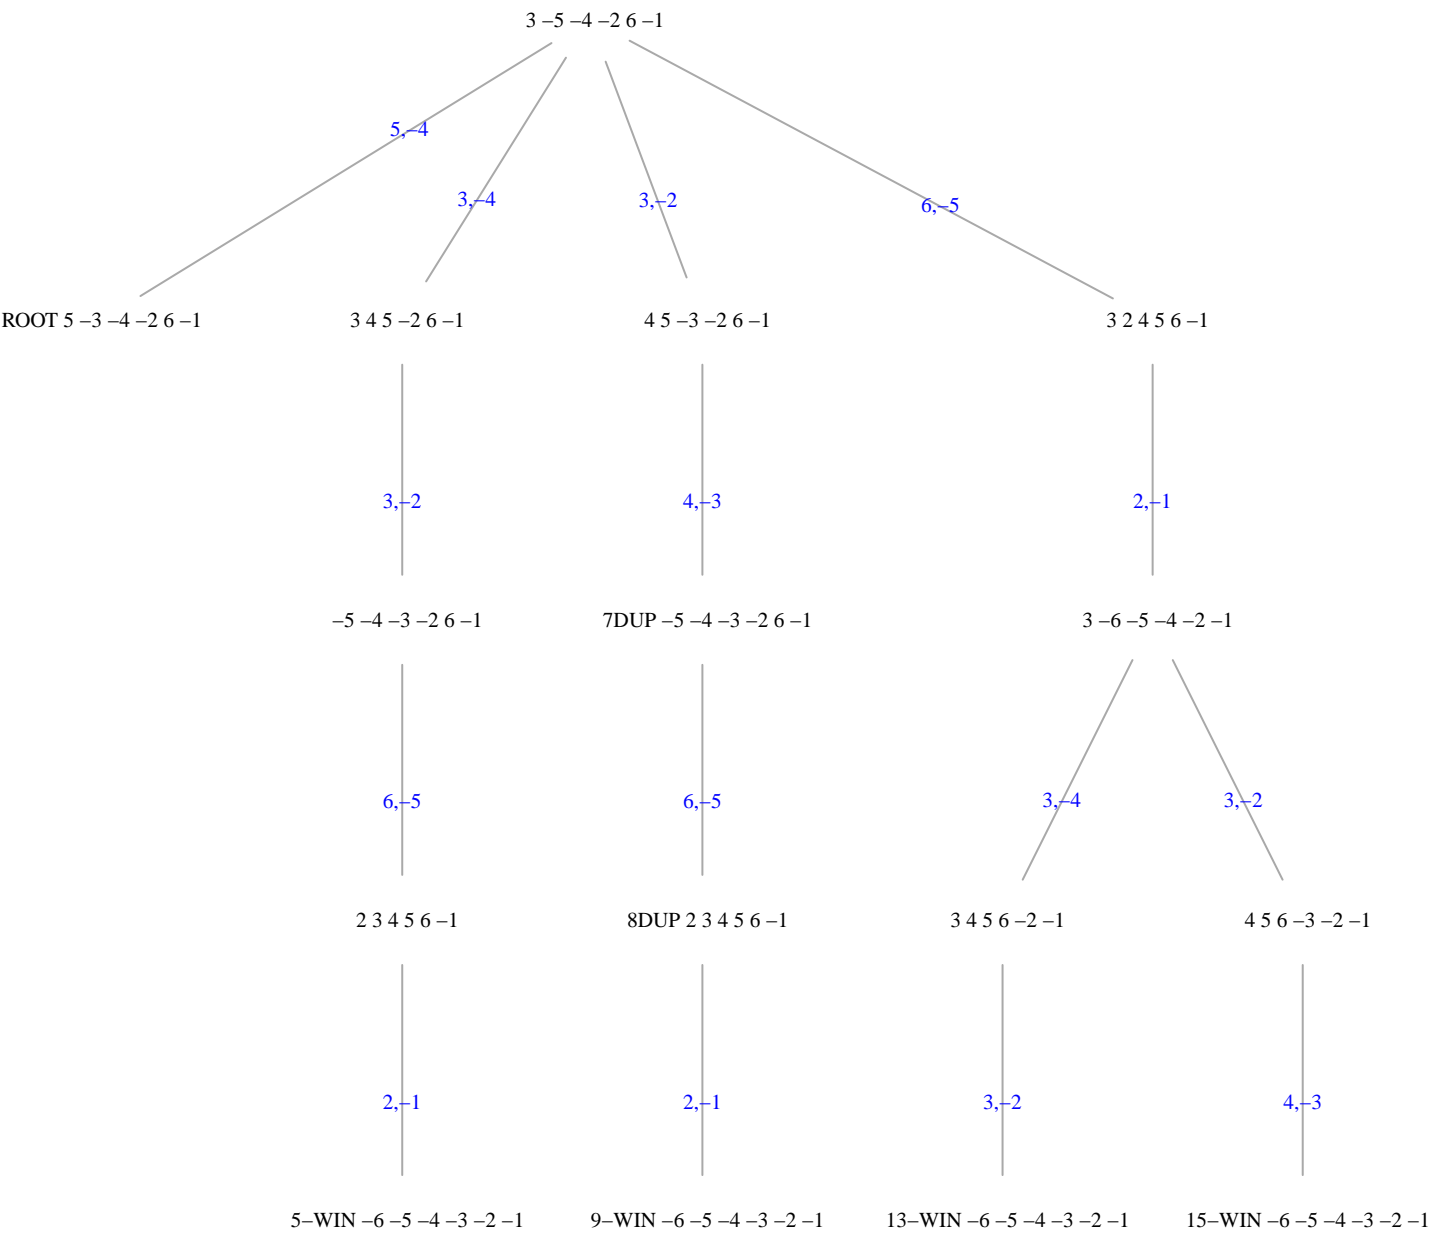 3 –5 –4 –2 6 –1
5,–4
3,–4
3,–2
6,–5
ROOT 5 –3 –4 –2 6 –1
3 4 5 –2 6 –1
4 5 –3 –2 6 –1
3 2 4 5 6 –1
3,–2
4,–3
2,–1
–5 –4 –3 –2 6 –1
7DUP –5 –4 –3 –2 6 –1
3 –6 –5 –4 –2 –1
6,–5
6,–5
3,–4
3,–2
2 3 4 5 6 –1
8DUP 2 3 4 5 6 –1
3 4 5 6 –2 –1
4 5 6 –3 –2 –1
2,–1
2,–1
3,–2
4,–3
5–WIN –6 –5 –4 –3 –2 –1
9–WIN –6 –5 –4 –3 –2 –1
13–WIN –6 –5 –4 –3 –2 –1
15–WIN –6 –5 –4 –3 –2 –1